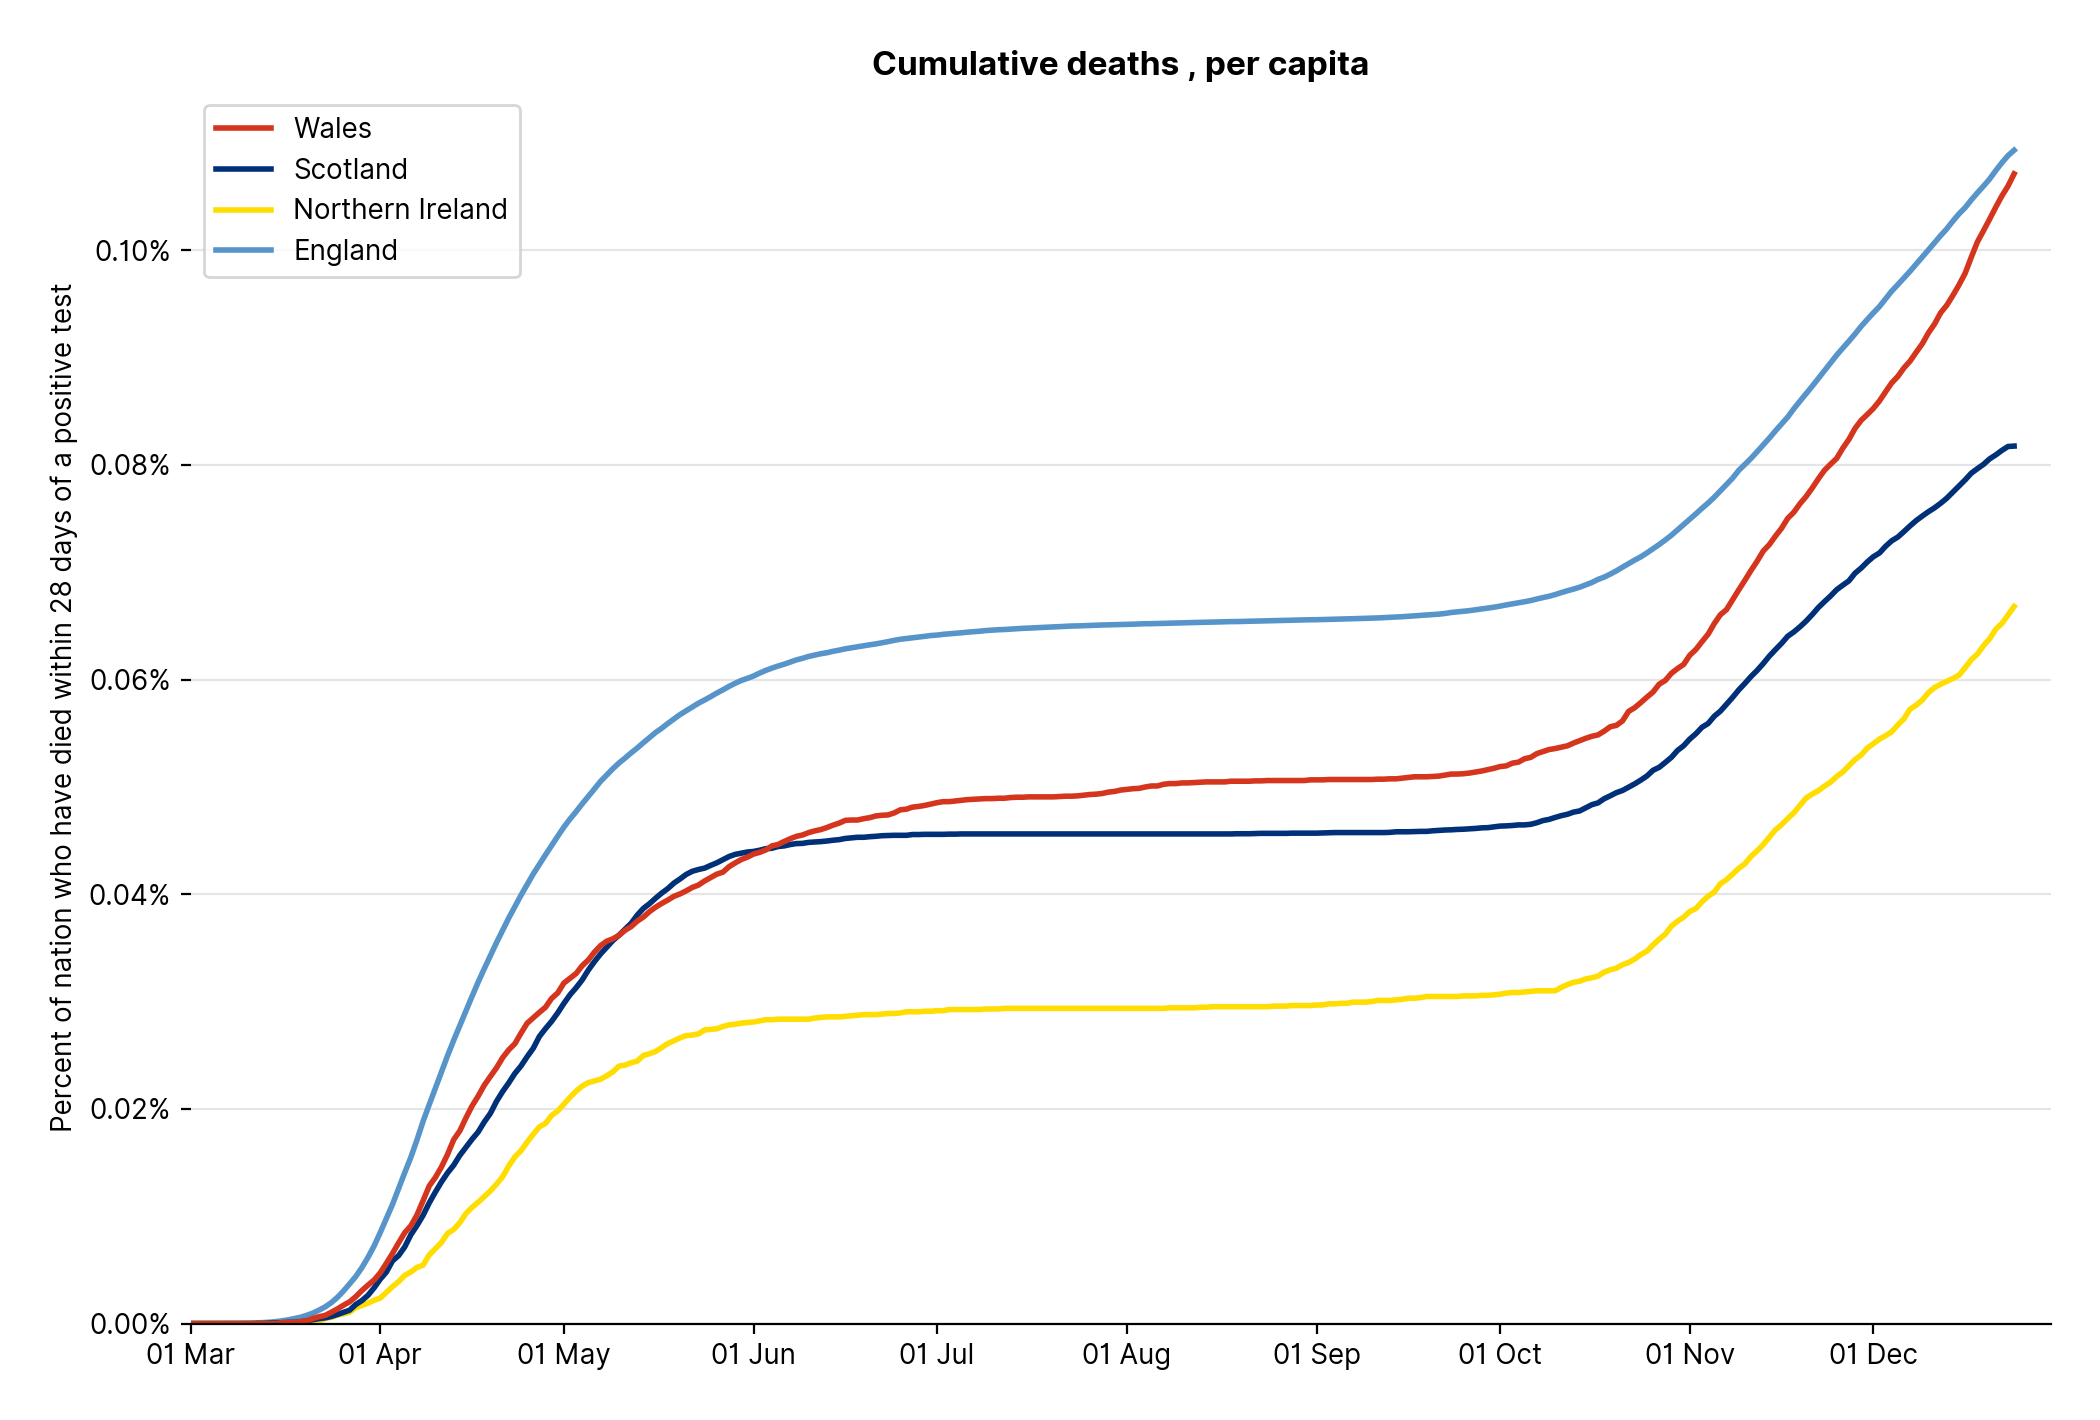 Cumulative deaths , per capita
Wales
Scotland
Northern Ireland
England
Percent of nation who have died within 28 days of a positive test
0.10%
0.08%
0.06%
0.04%
0.02%
0.00%
01 Mar
01 Apr
01 May
01 Jun
01 Jul
01 Aug
01 Sep
01 Oct
01 Nov
01 Dec